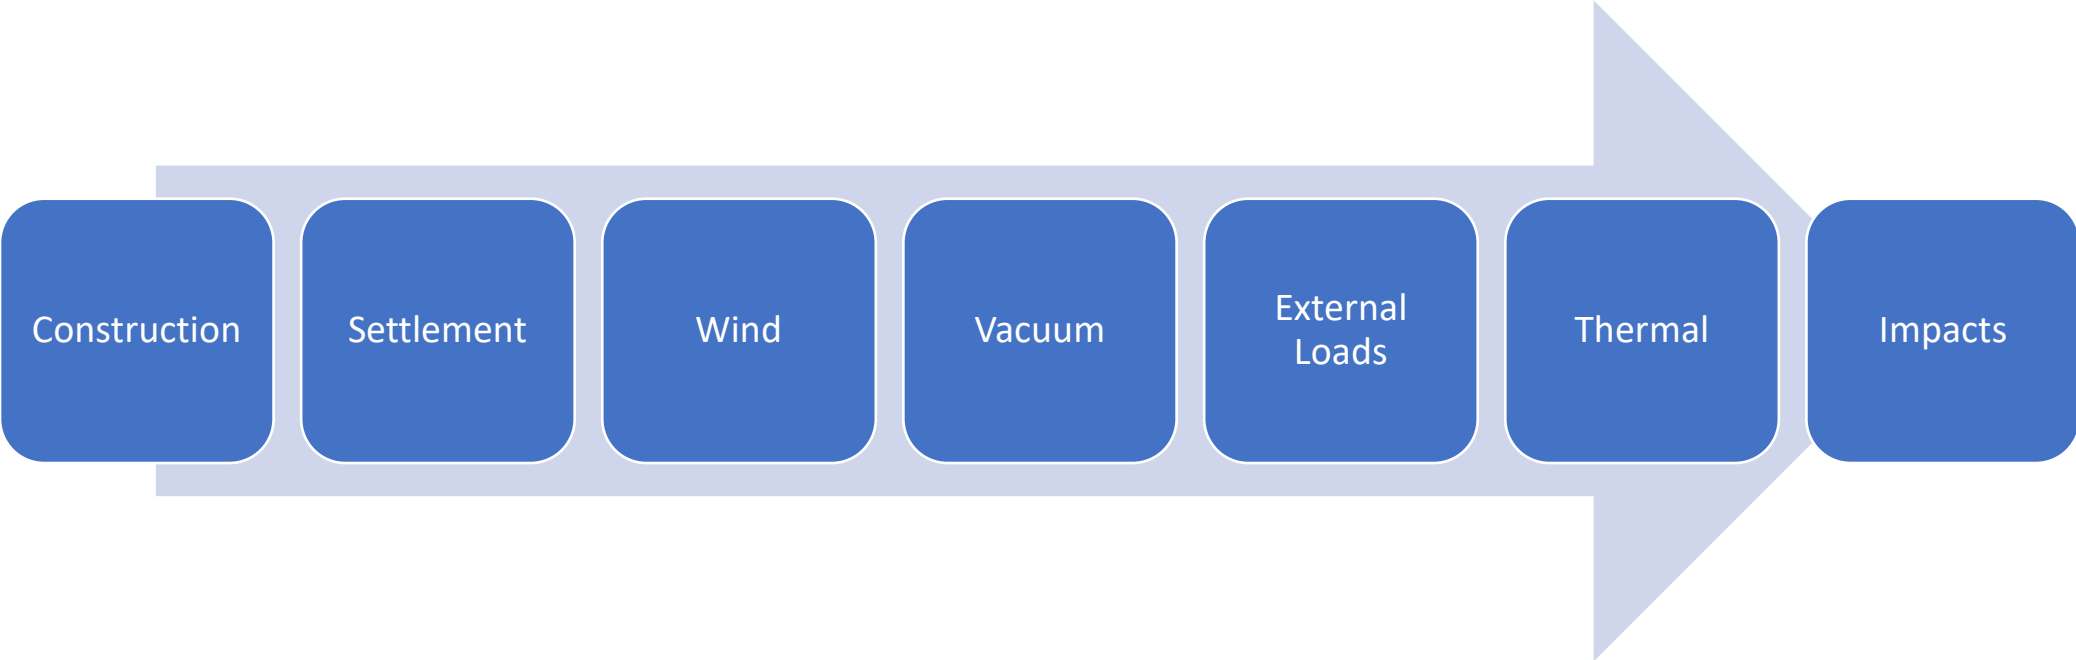 Construction
Settlement
Wind
Vacuum
External
Loads
Thermal
Impacts